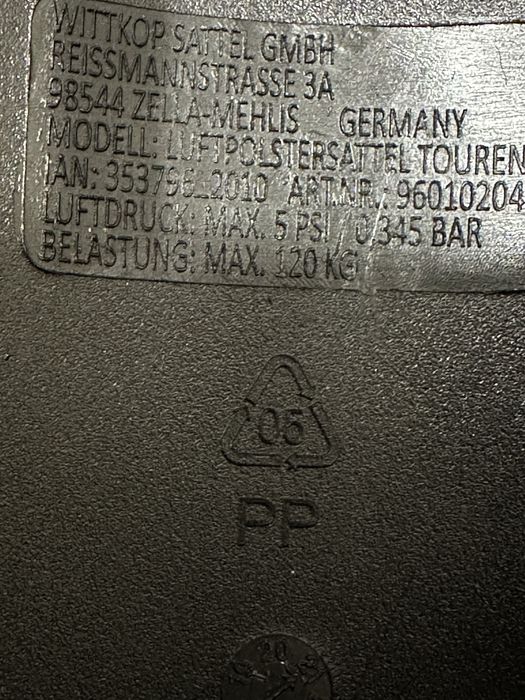 WITTKOP SATTEL GMBH
REISSMANNSTRASSE 3A
98544 ZELLA-MEHLIS GERMANY
MODELL: LUFTPOLSTERSATTEL TOUREN
IAN: 353796_2010 ART.NR.: 96010204
LUFTDRUCK: MAX. 5 PSI / 0.345 BAR
BELASTUNG: MAX. 120 KG
05
PP
20